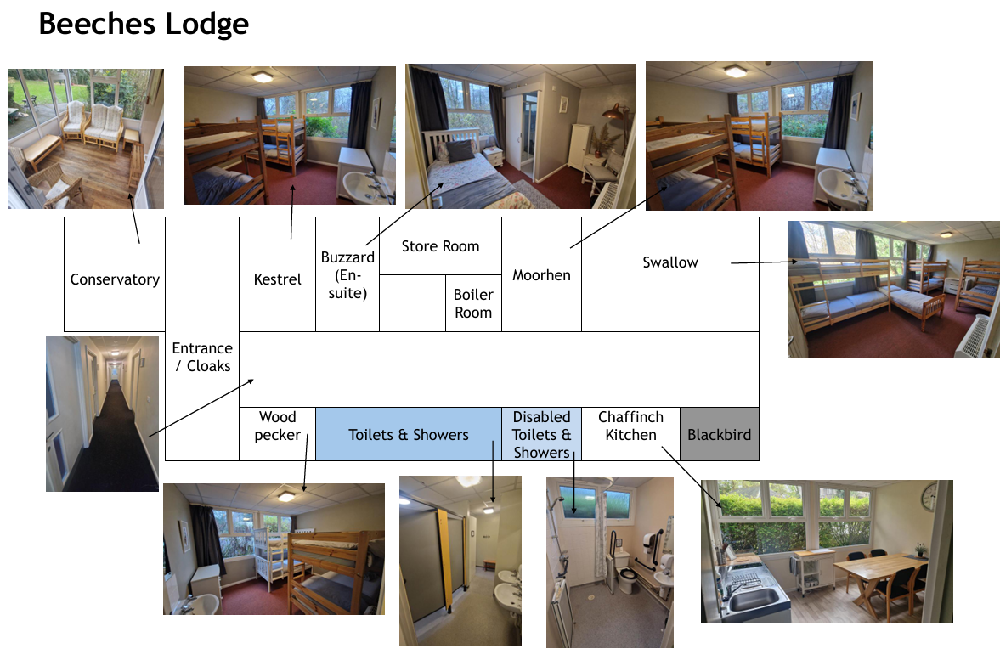 Beeches Lodge
Conservatory
Entrance
/ Cloaks
Kestrel
Buzzard
(En-
suite)
Store Room
Boiler
Room
Moorhen
Swallow
Wood
pecker
Toilets & Showers
Disabled
Toilets &
Showers
Chaffinch
Kitchen
Blackbird